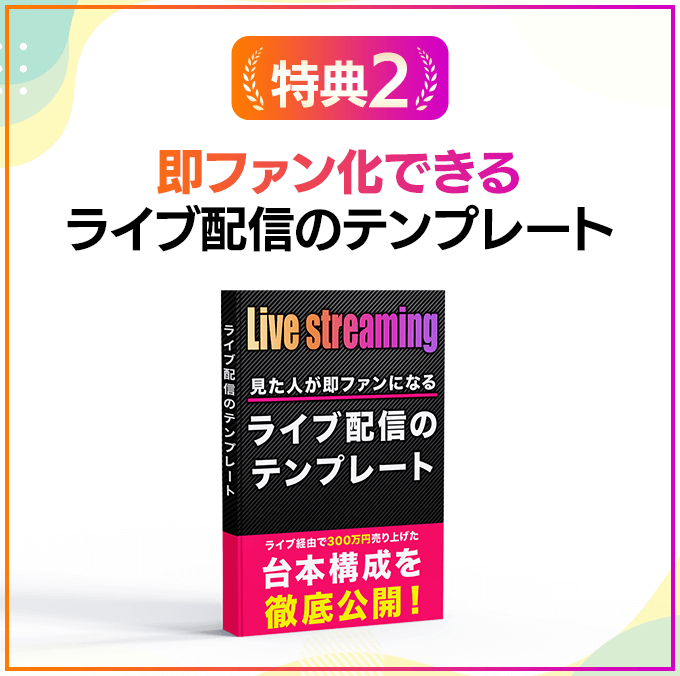 特典2
即ファン化できる
ライブ配信のテンプレート
Live streaming
見た人が即ファンになる
ライブ配信の
テンプレート
ライブ配信のテンプレート
ライブ経由で300万円売り上げた
台本構成を
徹底公開！